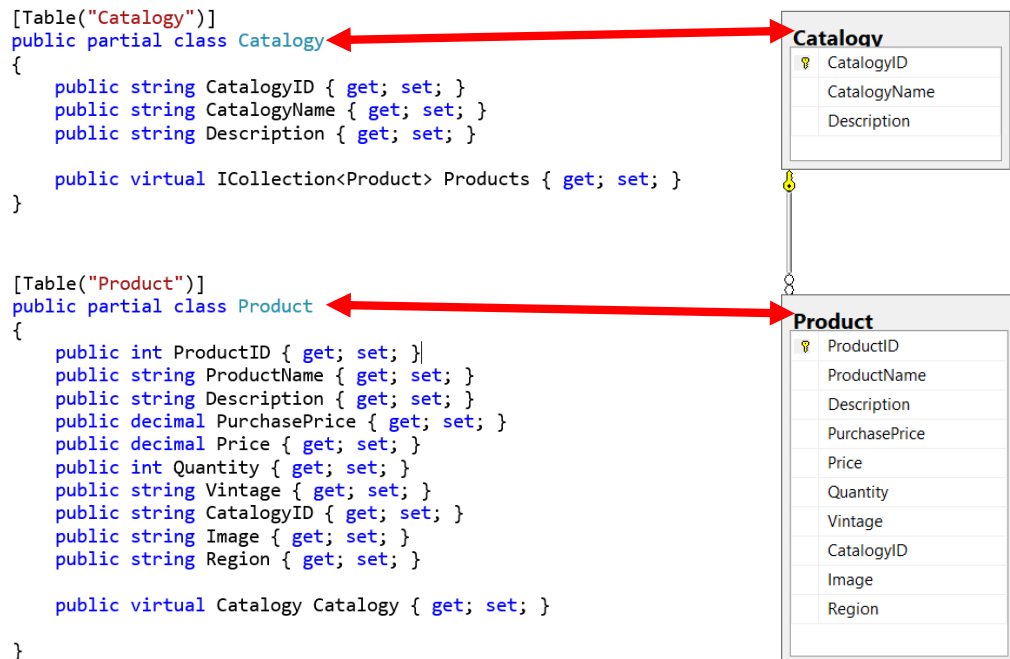 [Table("Catalogy")]
public partial class Catalogy
{
    public string CatalogyID { get; set; }
    public string CatalogyName { get; set; }
    public string Description { get; set; }

    public virtual ICollection<Product> Products { get; set; }
}

[Table("Product")]
public partial class Product
{
    public int ProductID { get; set; }
    public string ProductName { get; set; }
    public string Description { get; set; }
    public decimal PurchasePrice { get; set; }
    public decimal Price { get; set; }
    public int Quantity { get; set; }
    public string Vintage { get; set; }
    public string CatalogyID { get; set; }
    public string Image { get; set; }
    public string Region { get; set; }

    public virtual Catalogy Catalogy { get; set; }

}
Catalogy
CatalogyID
CatalogyName
Description
Product
ProductID
ProductName
Description
PurchasePrice
Price
Quantity
Vintage
CatalogyID
Image
Region